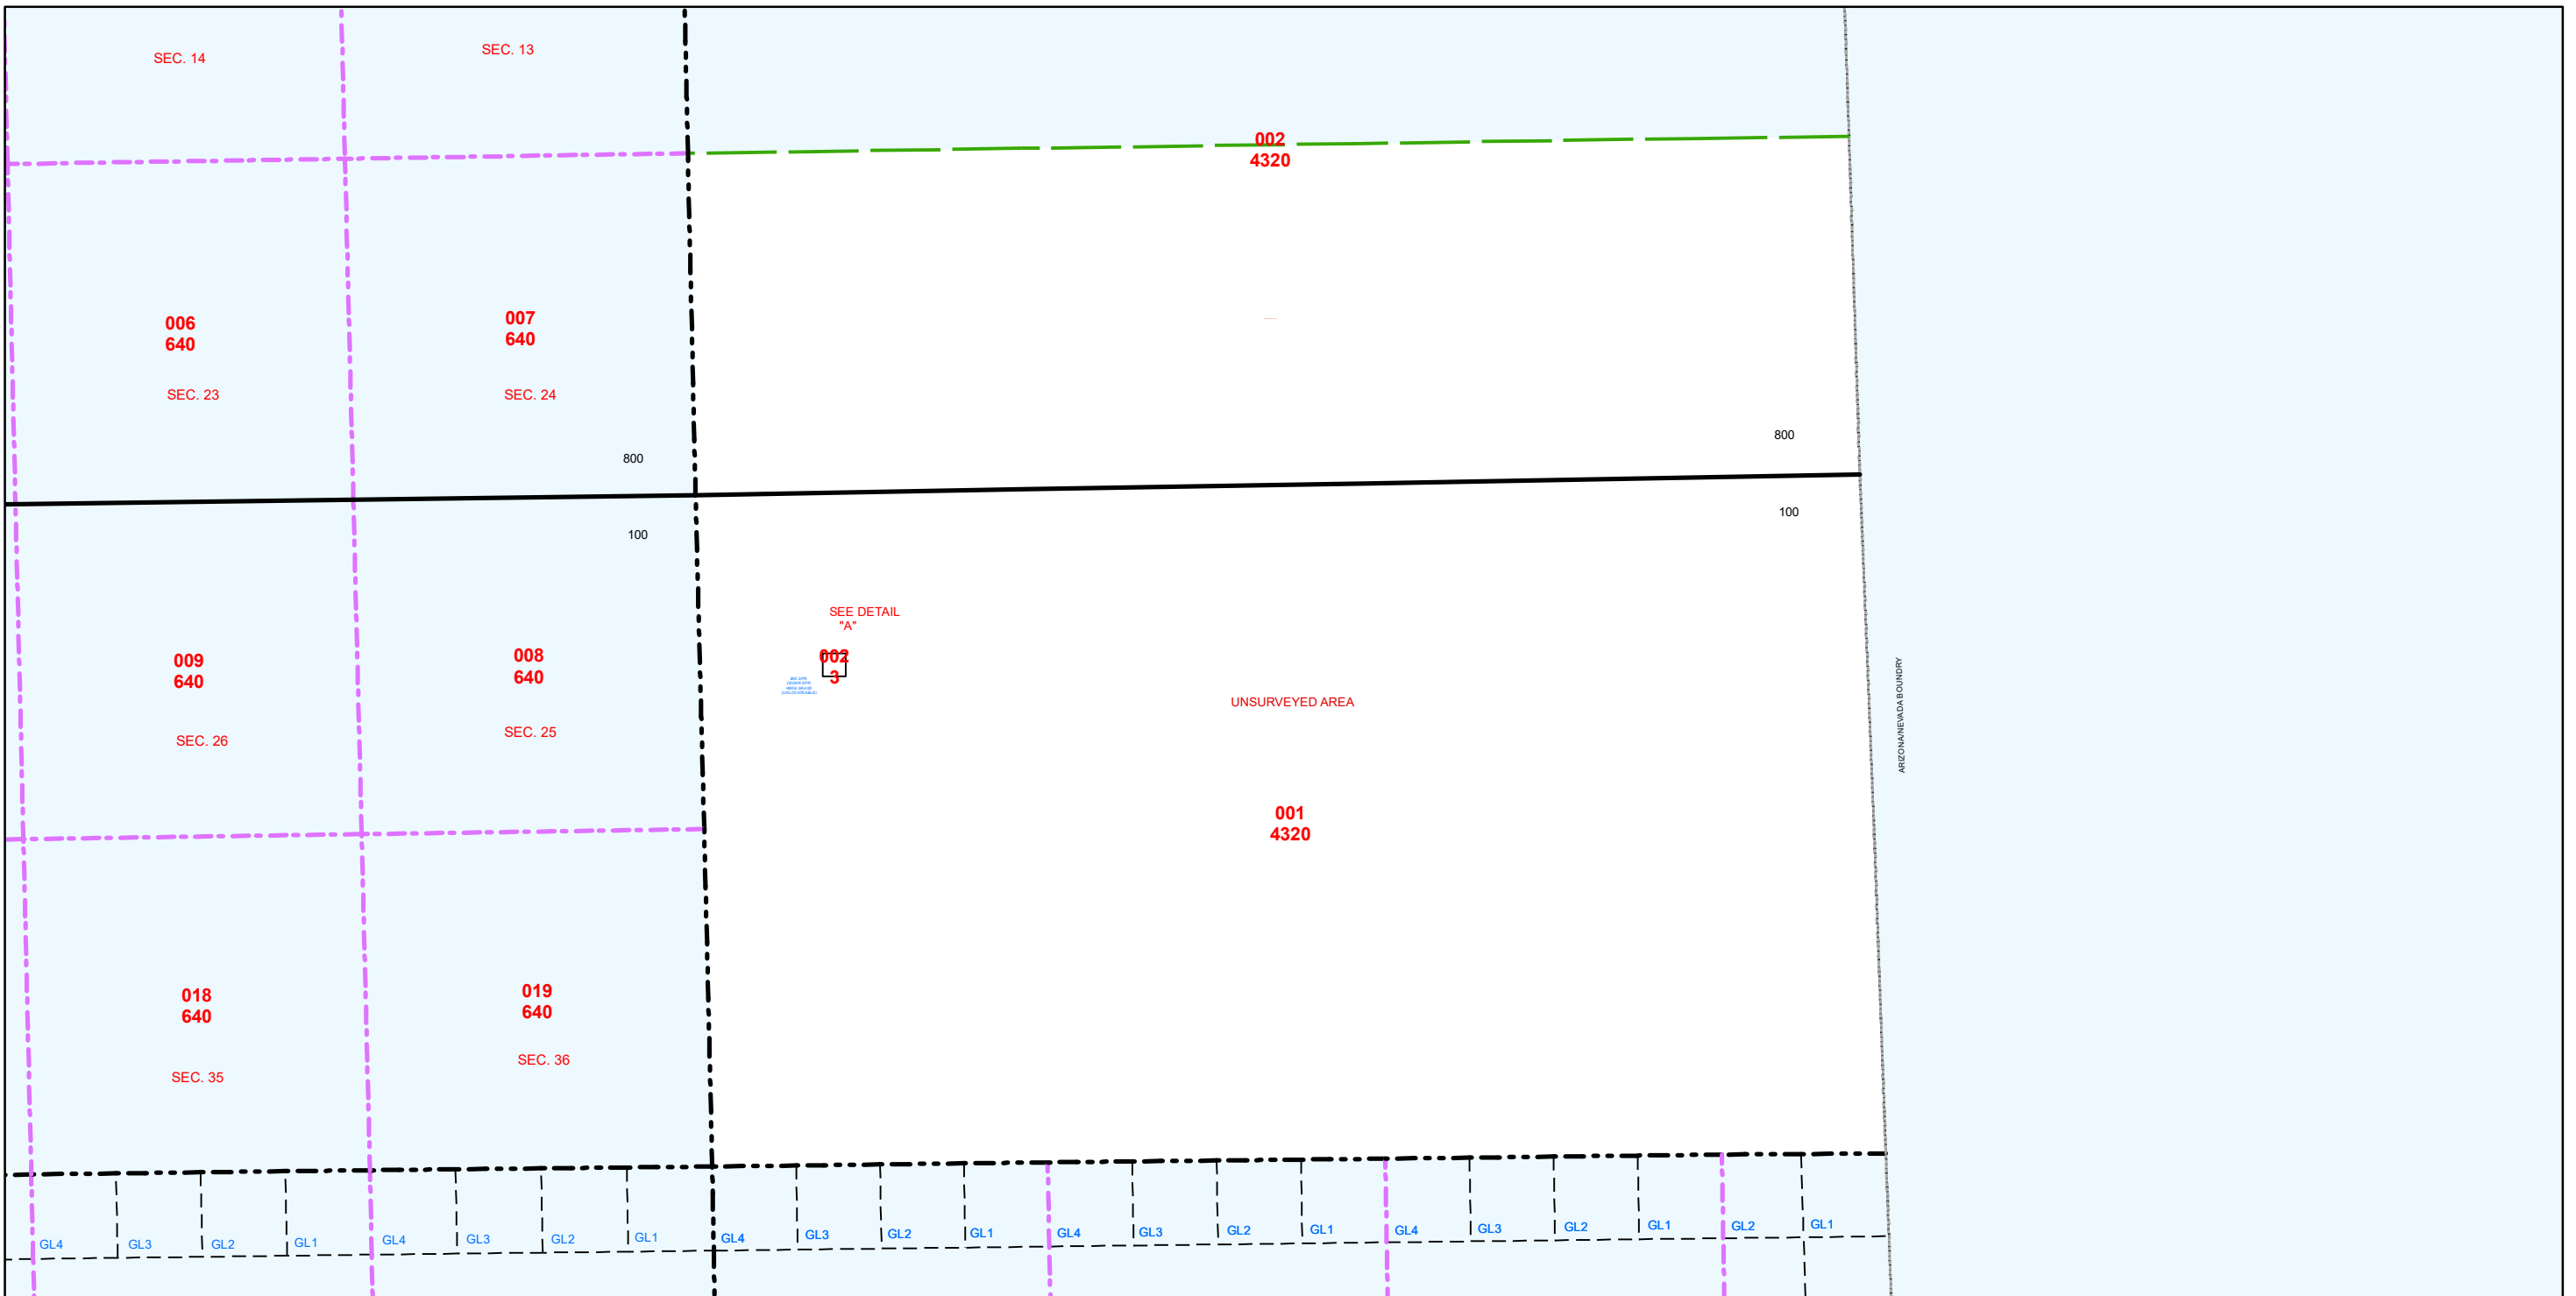 SEC. 14
SEC. 13
002
4320
006
640
007
640
SEC. 23
SEC. 24
800
800
100
100
SEE DETAIL
"A"
002
3
009
640
008
640
UNSURVEYED AREA
SEC. 26
SEC. 25
ARIZONA/NEVADA BOUNDRY
001
4320
018
640
019
640
SEC. 35
SEC. 36
GL4 GL3 GL2 GL1 GL4 GL3 GL2 GL1 GL4 GL3 GL2 GL1 GL4 GL3 GL2 GL1 GL4 GL3 GL2 GL1 GL2 GL1